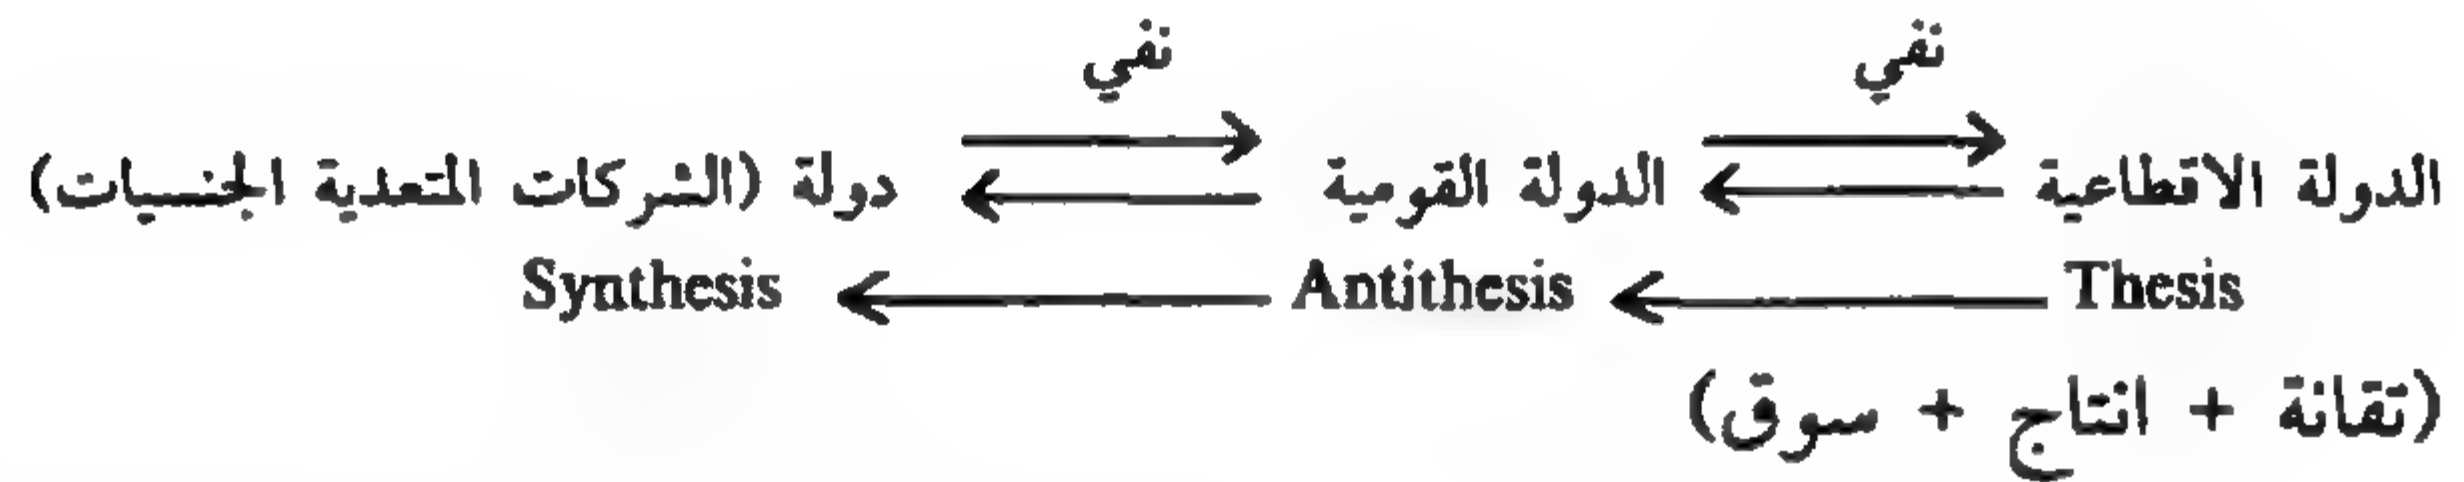 نفي نفي
الدولة الاقطاعية الدولة القومية دولة (الشركات المتعدية الجنسيات)
Thesis Antithesis Synthesis
(تقانة + انتاج + سوق)